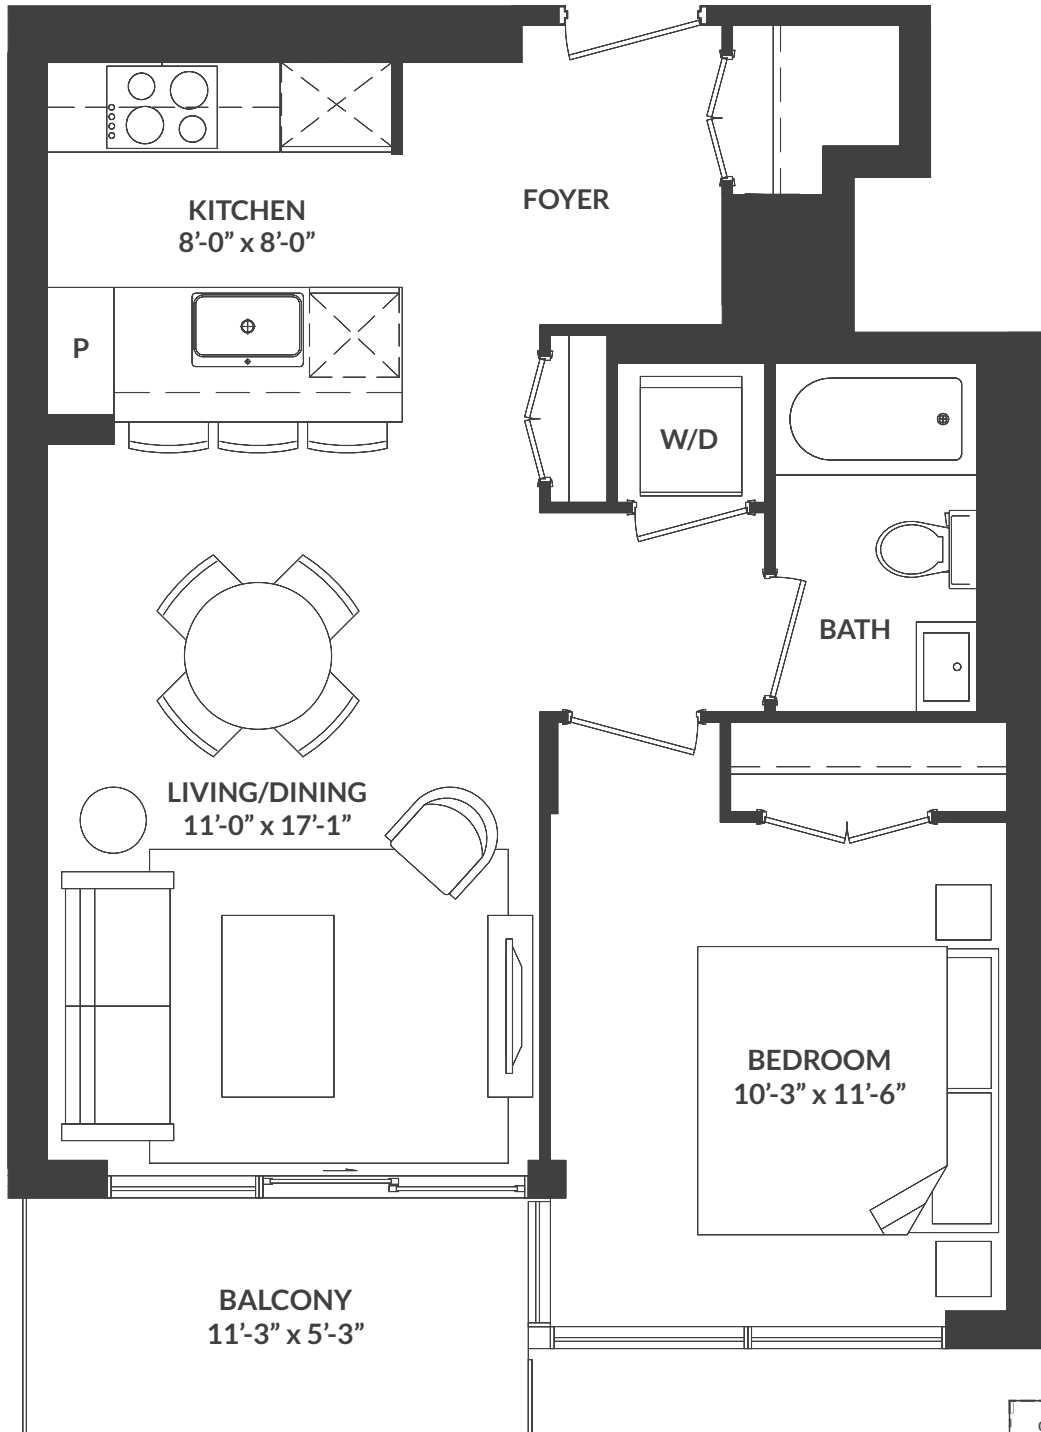 FOYER
KITCHEN
8’-0” x 8’-0”
P
W/D
BATH
LIVING/DINING
11’-0” x 17’-1”
BEDROOM
10’-3” x 11’-6”
BALCONY
11’-3” x 5’-3”